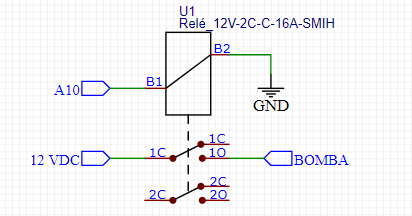 U1
Relé_12V-2C-C-16A-SMIH
B2
A10
B1
GND
1C
12 VDC
1C
1O
BOMBA
2C
2C
2O